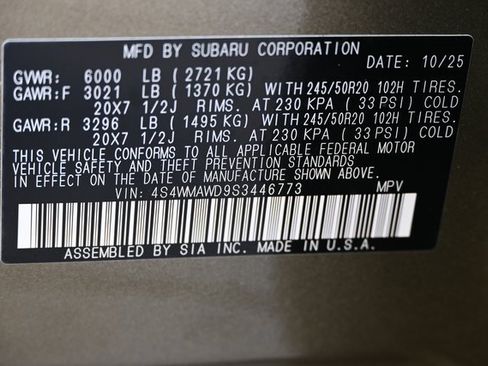 MFD BY SUBARU CORPORATION
DATE: 10/25
GVWR: 6000 LB (2721 KG)
GAWR:F 3021 LB (1370 KG) WITH 245/50R20 102H TIRES.
20X7 1/2J RIMS. AT 230 KPA (33 PSI) COLD
GAWR:R 3296 LB (1495 KG) WITH 245/50R20 102H TIRES.
20X7 1/2J RIMS. AT 230 KPA (33 PSI) COLD
THIS VEHICLE CONFORMS TO ALL APPLICABLE FEDERAL MOTOR
VEHICLE SAFETY AND THEFT PREVENTION STANDARDS
IN EFFECT ON THE DATE OF MANUFACTURE SHOWN ABOVE.
VIN: 4S4WMAWD9S3446773 MPV
ASSEMBLED BY SIA INC. MADE IN U.S.A.